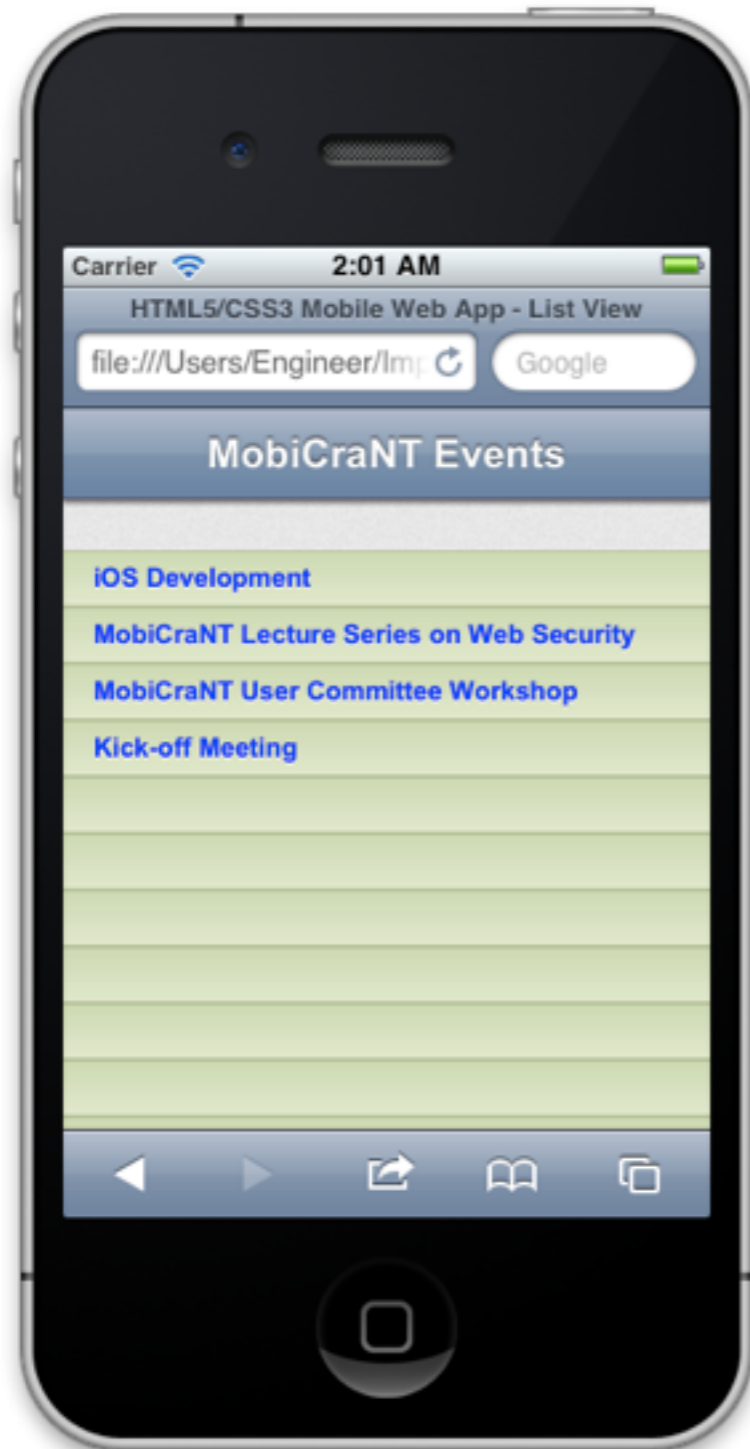 Carrier 2:01 AM
HTML5/CSS3 Mobile Web App - List View
file:///Users/Engineer/Imp Google
MobiCraNT Events
iOS Development
MobiCraNT Lecture Series on Web Security
MobiCraNT User Committee Workshop
Kick-off Meeting